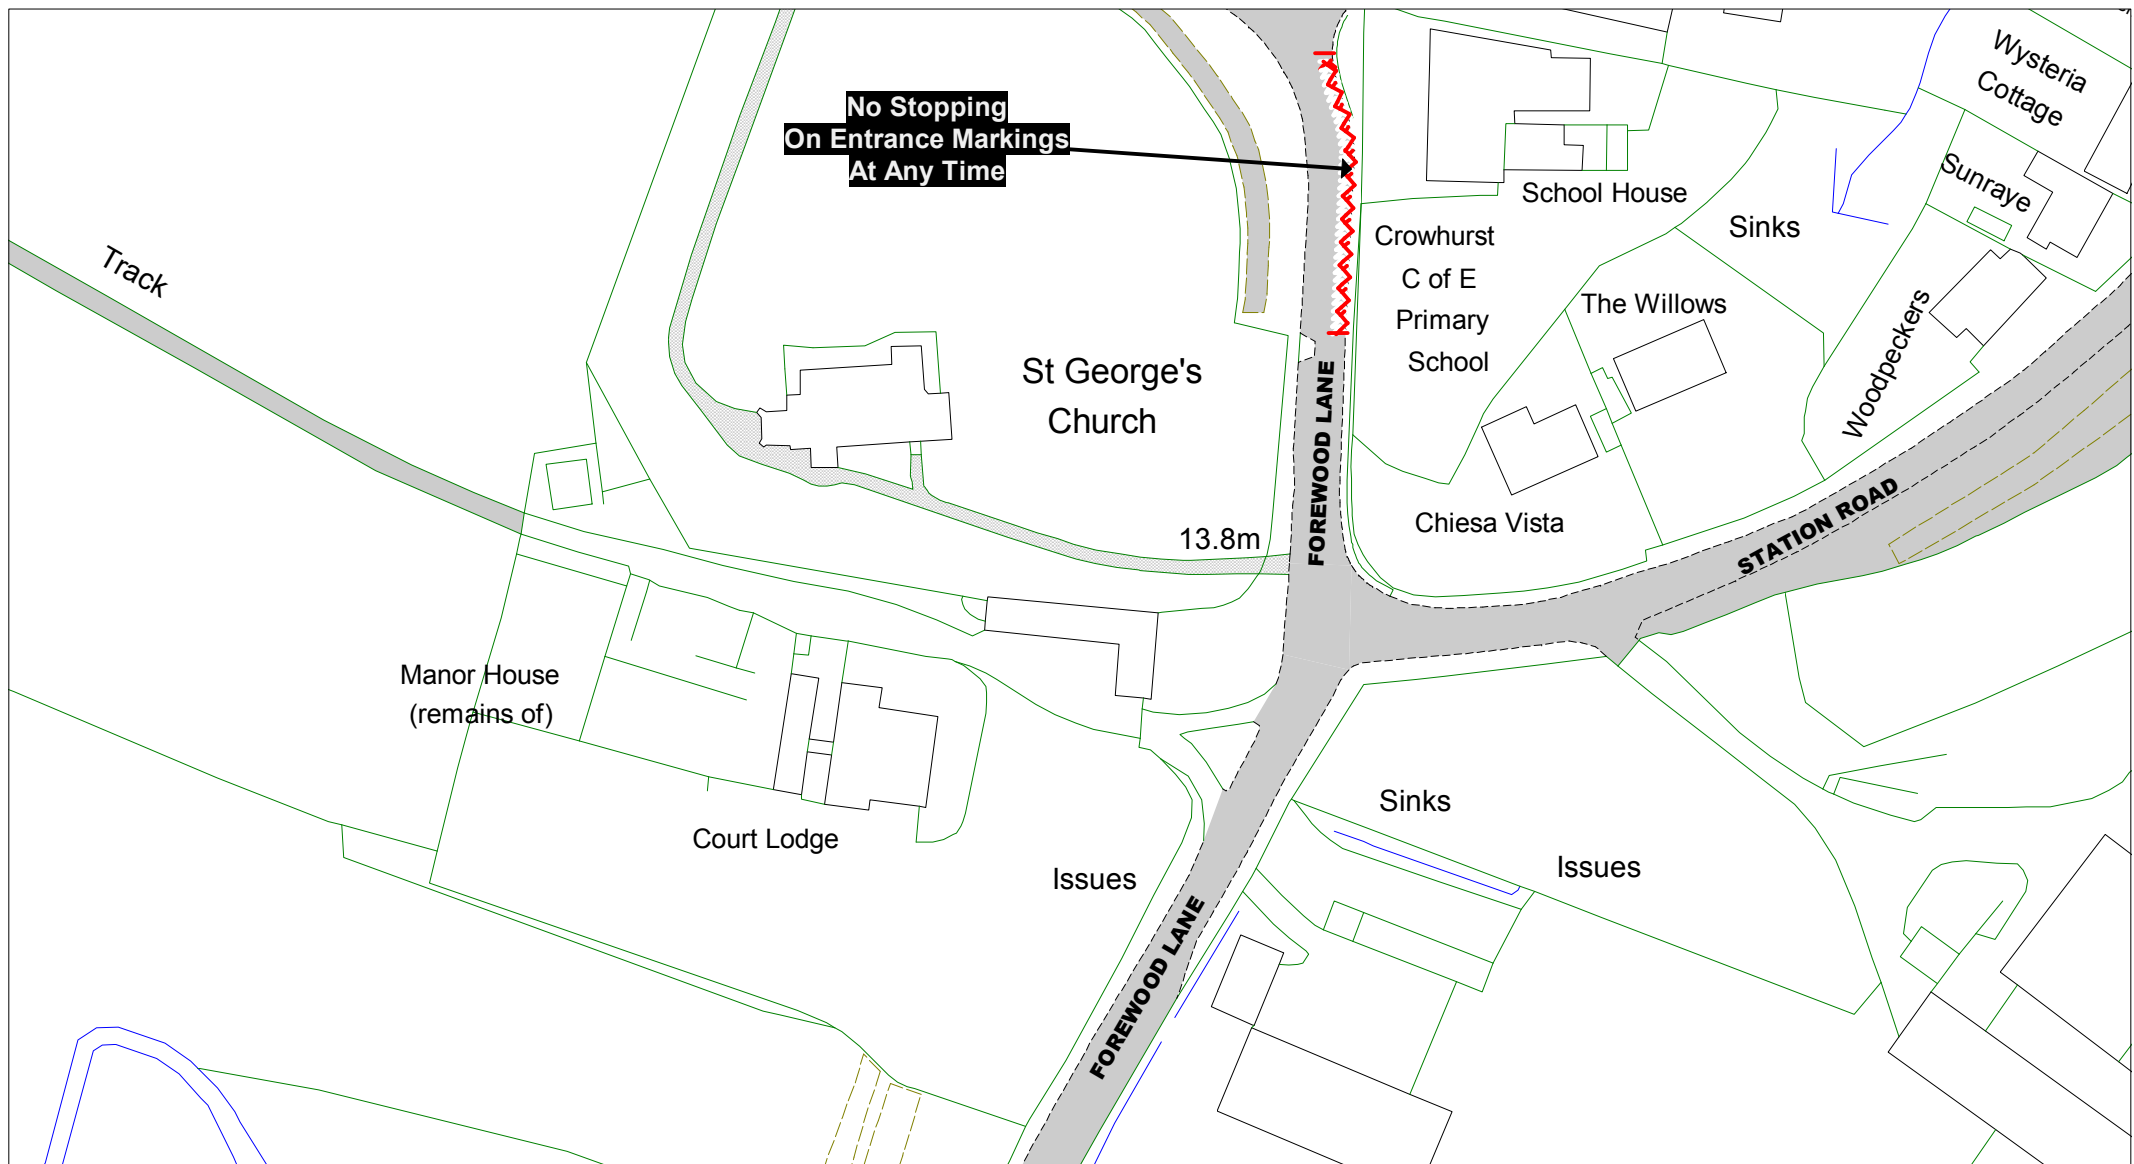 No Stopping
On Entrance Markings
At Any Time
Wysteria
Cottage
Sunraye
School House
Sinks
Crowhurst
C of E
Primary
School
Track
The Willows
Woodpeckers
St George's
Church
FOREWOOD LANE
13.8m
Chiesa Vista
STATION ROAD
Manor House
(remains of)
Court Lodge
Sinks
Issues
Issues
FOREWOOD LANE